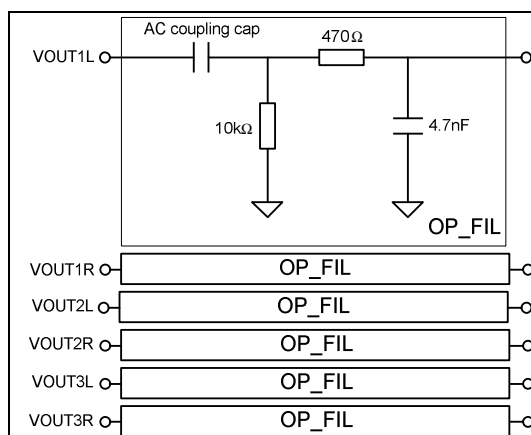 AC coupling cap
VOUT1L
470Ω
10kΩ
4.7nF
OP_FIL
VOUT1R OP_FIL
VOUT2L OP_FIL
VOUT2R OP_FIL
VOUT3L OP_FIL
VOUT3R OP_FIL